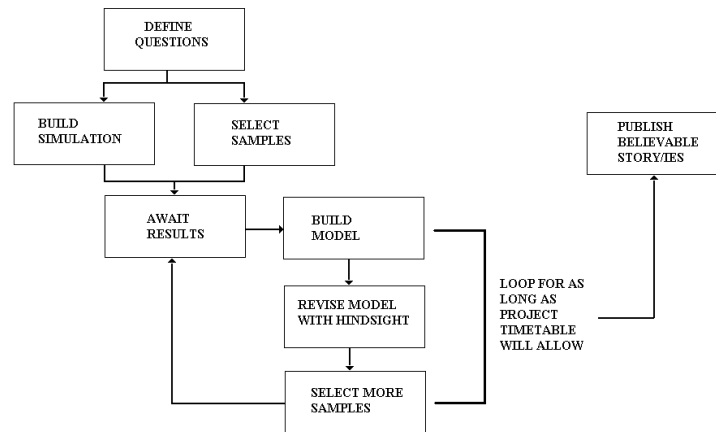 DEFINE
QUESTIONS
BUILD
SIMULATION
SELECT
SAMPLES
PUBLISH
BELIEVABLE
STORY/IES
AWAIT
RESULTS
BUILD
MODEL
REVISE MODEL
WITH HINDSIGHT
LOOP FOR AS
LONG AS
PROJECT
TIMETABLE
WILL ALLOW
SELECT MORE
SAMPLES